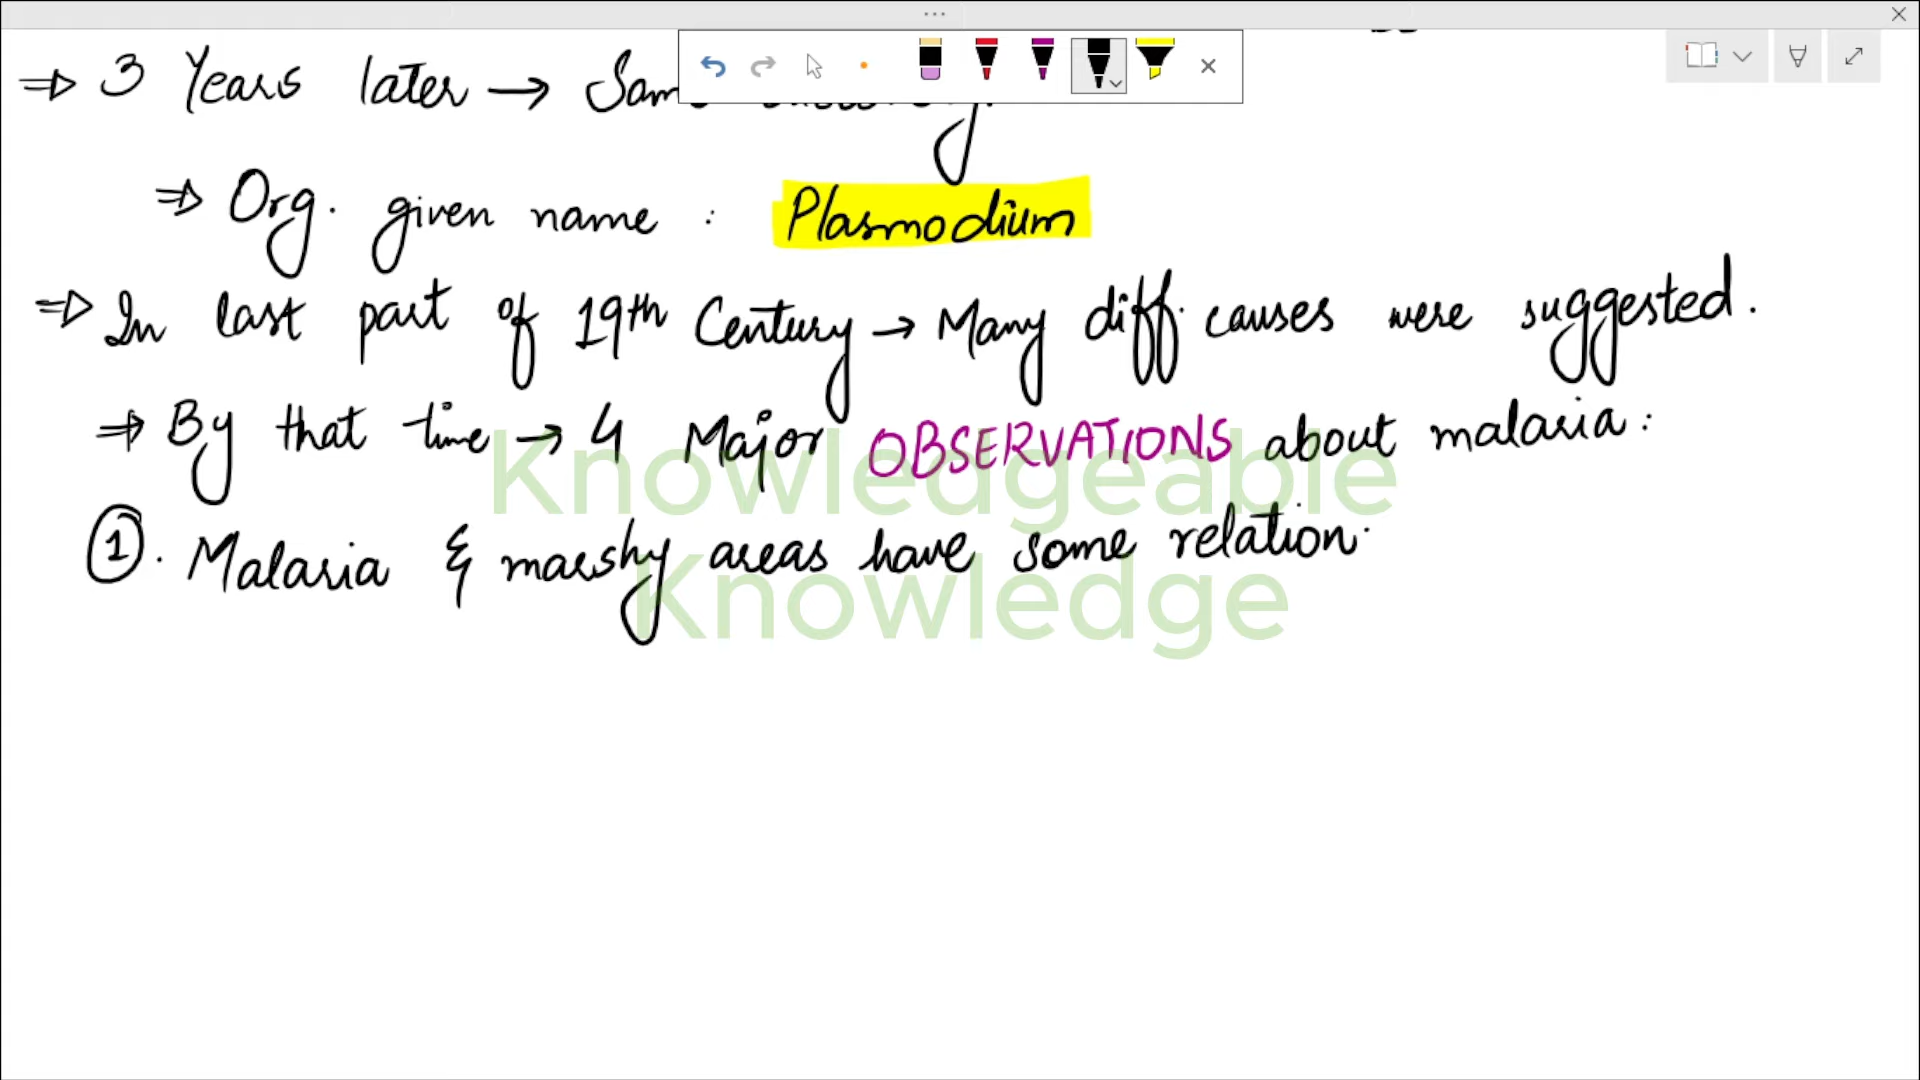 ⇒ 3 Years later →
⇒ Org. given name : Plasmodium
⇒ In last part of 19th Century → Many diff. causes were suggested.
⇒ By that time → 4 Major OBSERVATIONS about malaria :
①. Malaria & marshy areas have some relation.
Knowledgeable
Knowledge